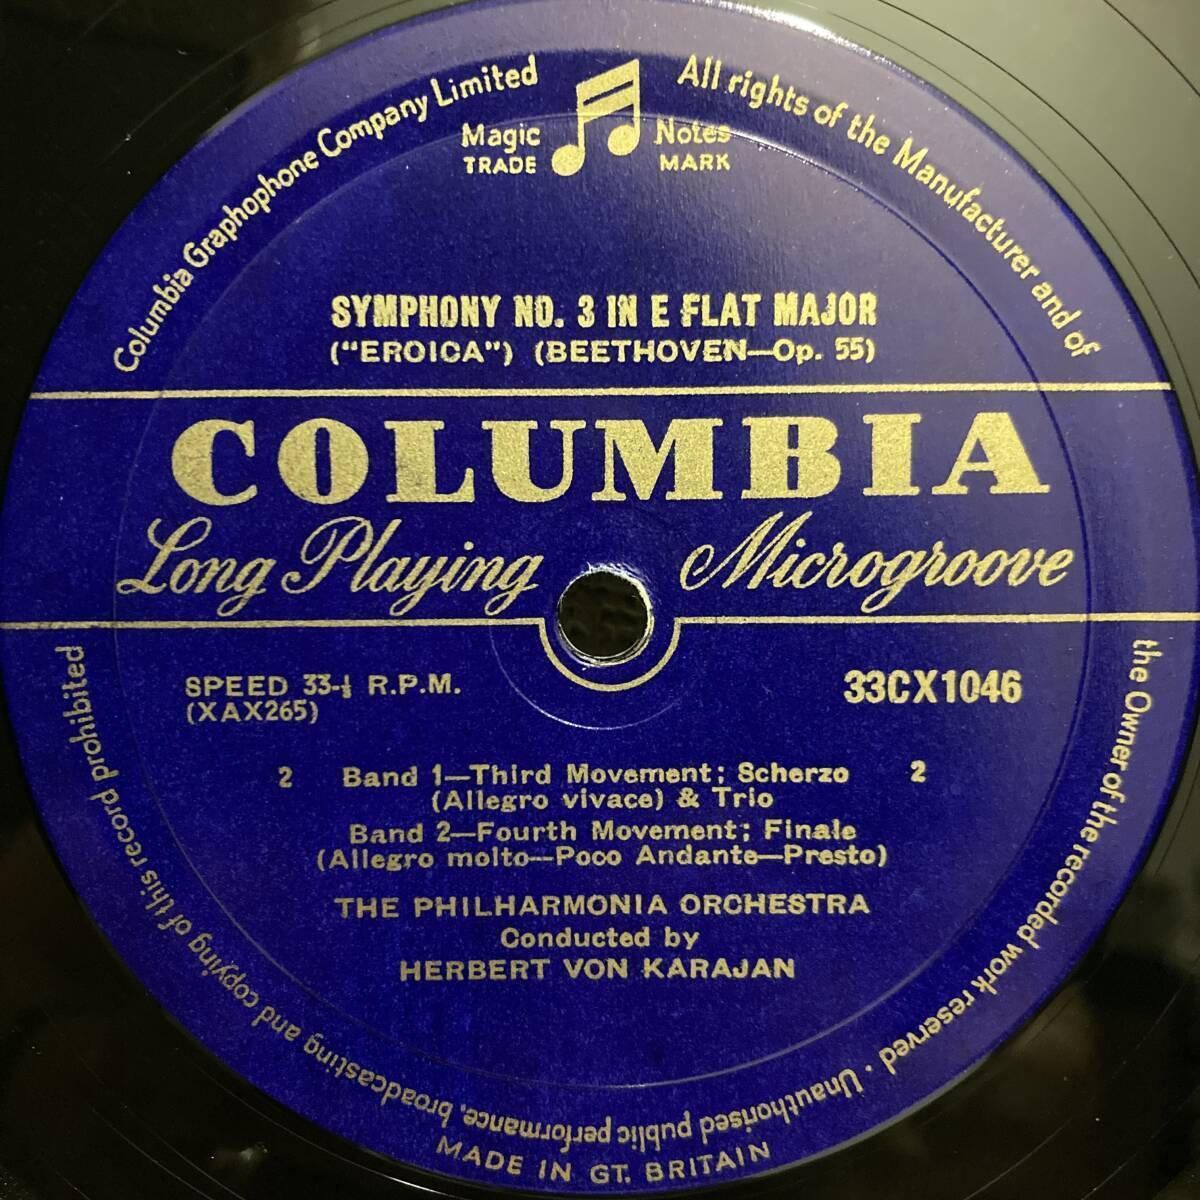 Columbia Graphophone Company Limited
All rights of the Manufacturer and of
the Owner of the recorded work reserved · Unauthorised public performance, broadcasting and copying of this record prohibited
Magic Notes
TRADE MARK
SYMPHONY NO. 3 IN E FLAT MAJOR
("EROICA") (BEETHOVEN—Op. 55)
COLUMBIA
Long Playing Microgroove
SPEED 33-⅓ R.P.M.
(XAX265)
33CX1046
2 Band 1—Third Movement; Scherzo 2
(Allegro vivace) & Trio
Band 2—Fourth Movement; Finale
(Allegro molto—Poco Andante—Presto)
THE PHILHARMONIA ORCHESTRA
Conducted by
HERBERT VON KARAJAN
MADE IN GT. BRITAIN